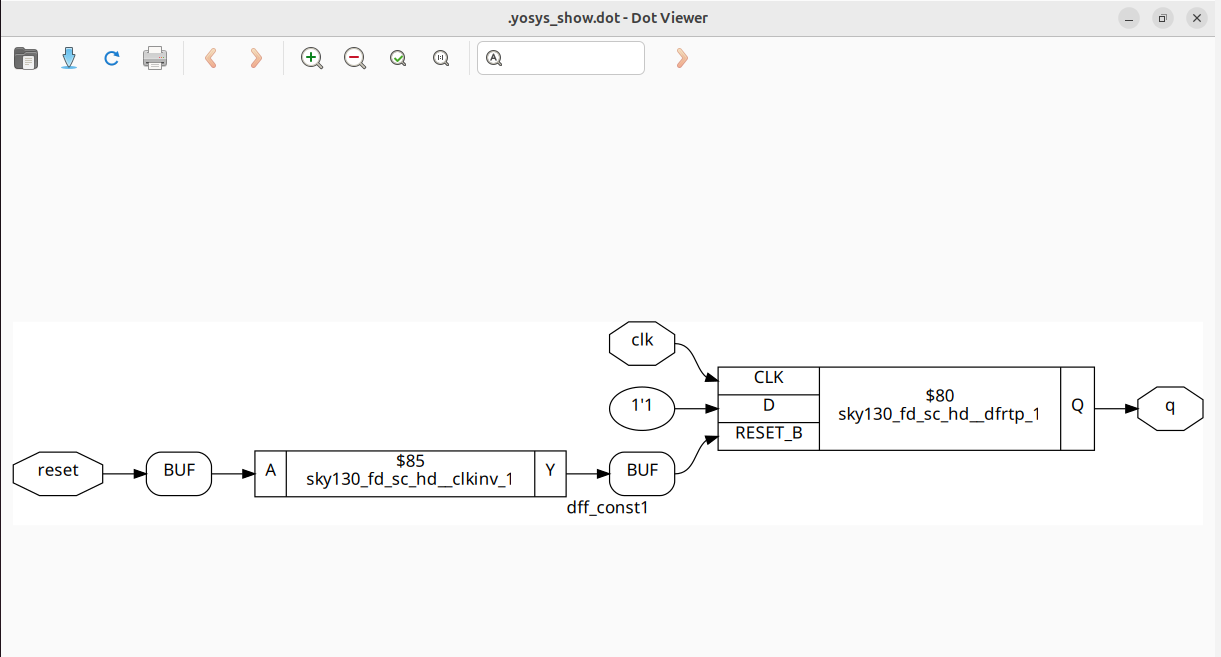 .yosys_show.dot - Dot Viewer
clk
1'1
CLK
D
RESET_B
$80
sky130_fd_sc_hd__dfrtp_1
Q
q
reset
BUF
A
$85
sky130_fd_sc_hd__clkinv_1
Y
BUF
dff_const1